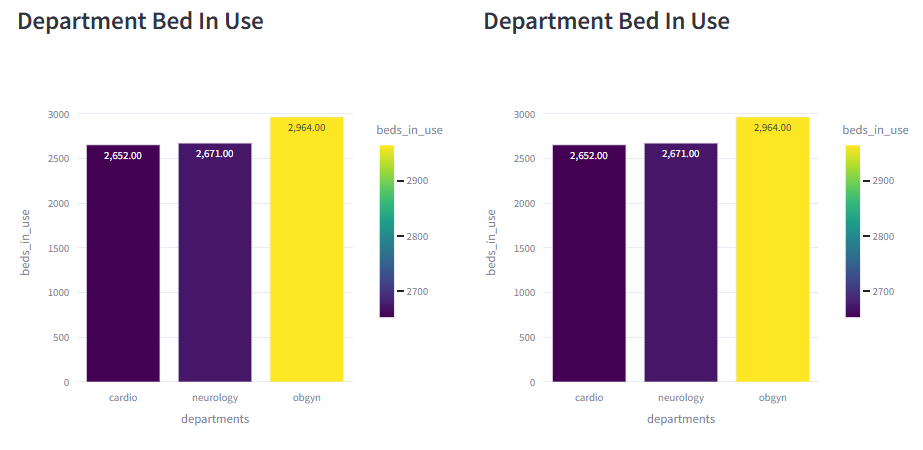 Department Bed In Use
3000
2500
2000
1500
1000
500
0
beds_in_use
2,652.00
2,671.00
2,964.00
cardio
neurology
obgyn
departments
beds_in_use
2900
2800
2700
Department Bed In Use
3000
2500
2000
1500
1000
500
0
beds_in_use
2,652.00
2,671.00
2,964.00
cardio
neurology
obgyn
departments
beds_in_use
2900
2800
2700